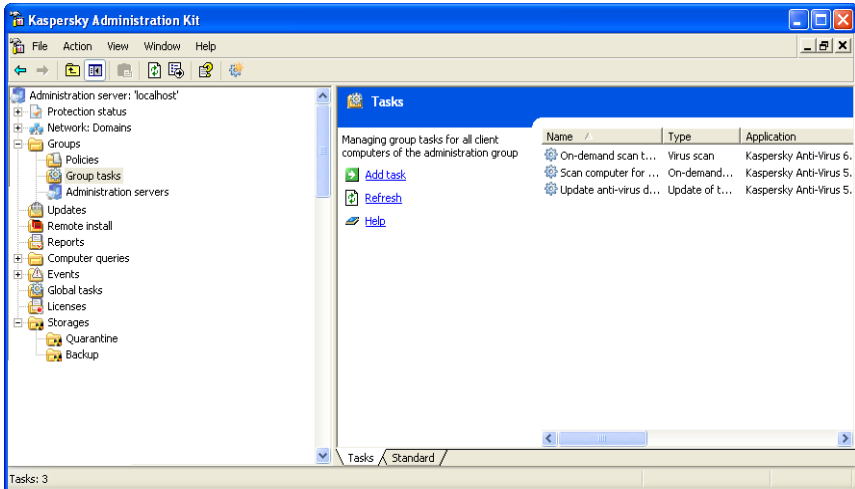 Kaspersky Administration Kit
File Action View Window Help
Administration server: 'localhost'
Protection status
Network: Domains
Groups
Policies
Group tasks
Administration servers
Updates
Remote install
Reports
Computer queries
Events
Global tasks
Licenses
Storages
Quarantine
Backup
Tasks
Managing group tasks for all client
computers of the administration group
Add task
Refresh
Help
Name Type Application
On-demand scan t... Virus scan Kaspersky Anti-Virus 6.
Scan computer for ... On-demand... Kaspersky Anti-Virus 5.
Update anti-virus d... Update of t... Kaspersky Anti-Virus 5.
Tasks Standard
Tasks: 3